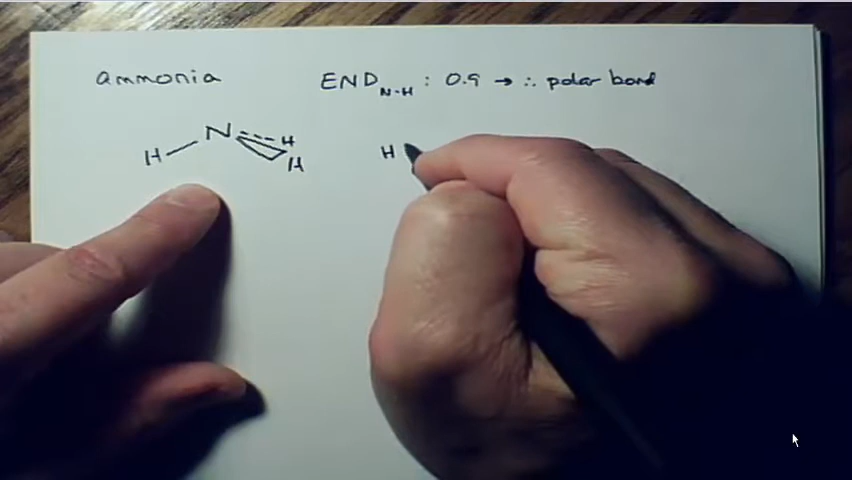 ammonia END N-H : 0.9 → ∴ polar bond
N H
H H
H